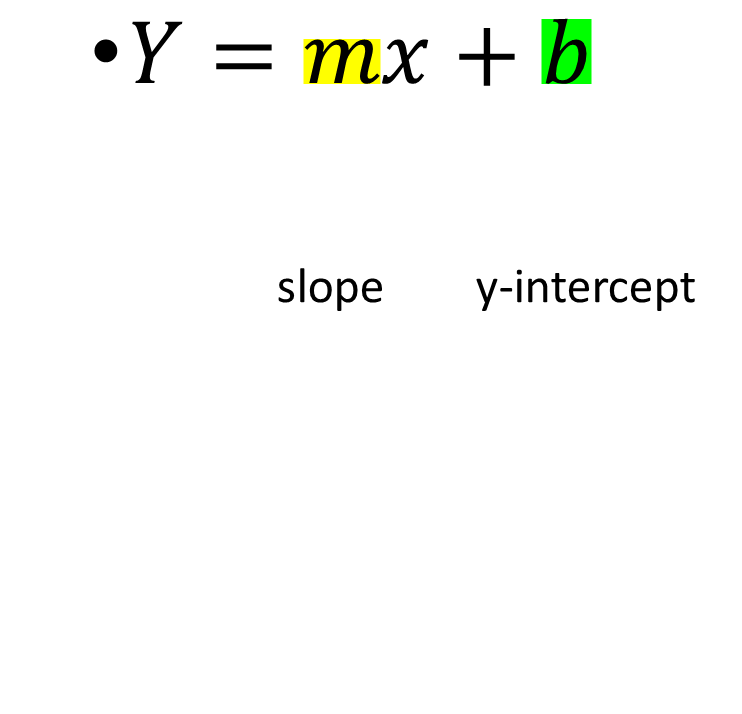 •Y = mx + b
slope y-intercept